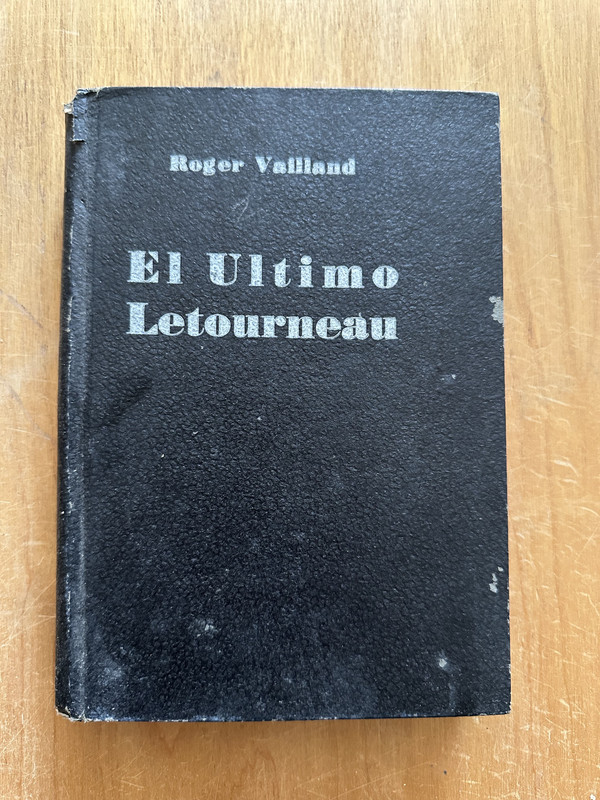 Roger Vailland
El Ultimo
Letourneau